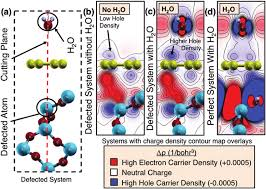 (a)
Cutting Plane
H₂O
Defected Atom
Defected System
Defected System without H₂O
(b)
No H₂O
Low Hole
Density
Defected System with H₂O
(c)
H₂O
Higher Hole
Density
Perfect System with H₂O
(d)
H₂O
Systems with charge density contour map overlays
Δρ (1/bohr³)
High Electron Carrier Density (+0.0005)
Neutral Charge
High Hole Carrier Density (-0.0005)